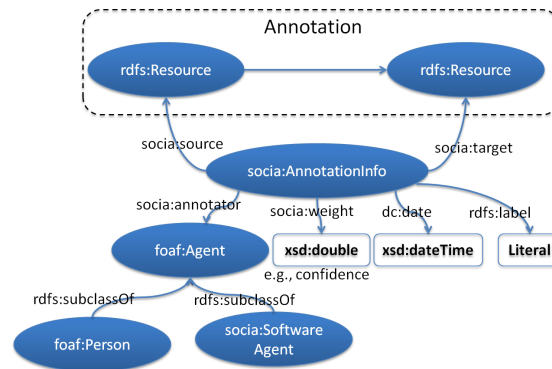 Annotation
rdfs:Resource
rdfs:Resource
socia:source
socia:target
socia:AnnotationInfo
socia:annotator
socia:weight
dc:date
rdfs:label
foaf:Agent
xsd:double
xsd:dateTime
Literal
e.g., confidence
rdfs:subclassOf
rdfs:subclassOf
foaf:Person
socia:Software
Agent